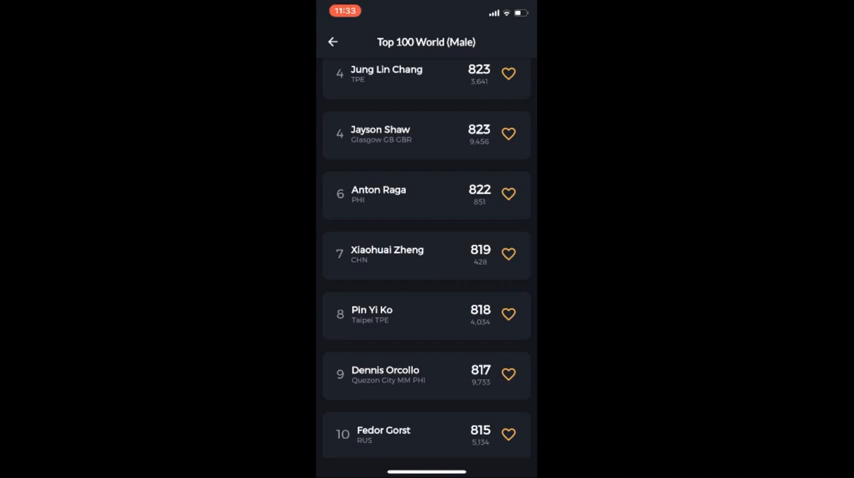 11:33
Top 100 World (Male)
4 Jung Lin Chang 823
TPE 3,641
4 Jayson Shaw 823
Glasgow GB GBR 9,456
6 Anton Raga 822
PHI 851
7 Xiaohuai Zheng 819
CHN 428
8 Pin Yi Ko 818
Taipei TPE 4,034
9 Dennis Orcollo 817
Quezon City MM PHI 9,733
10 Fedor Gorst 815
RUS 5,134